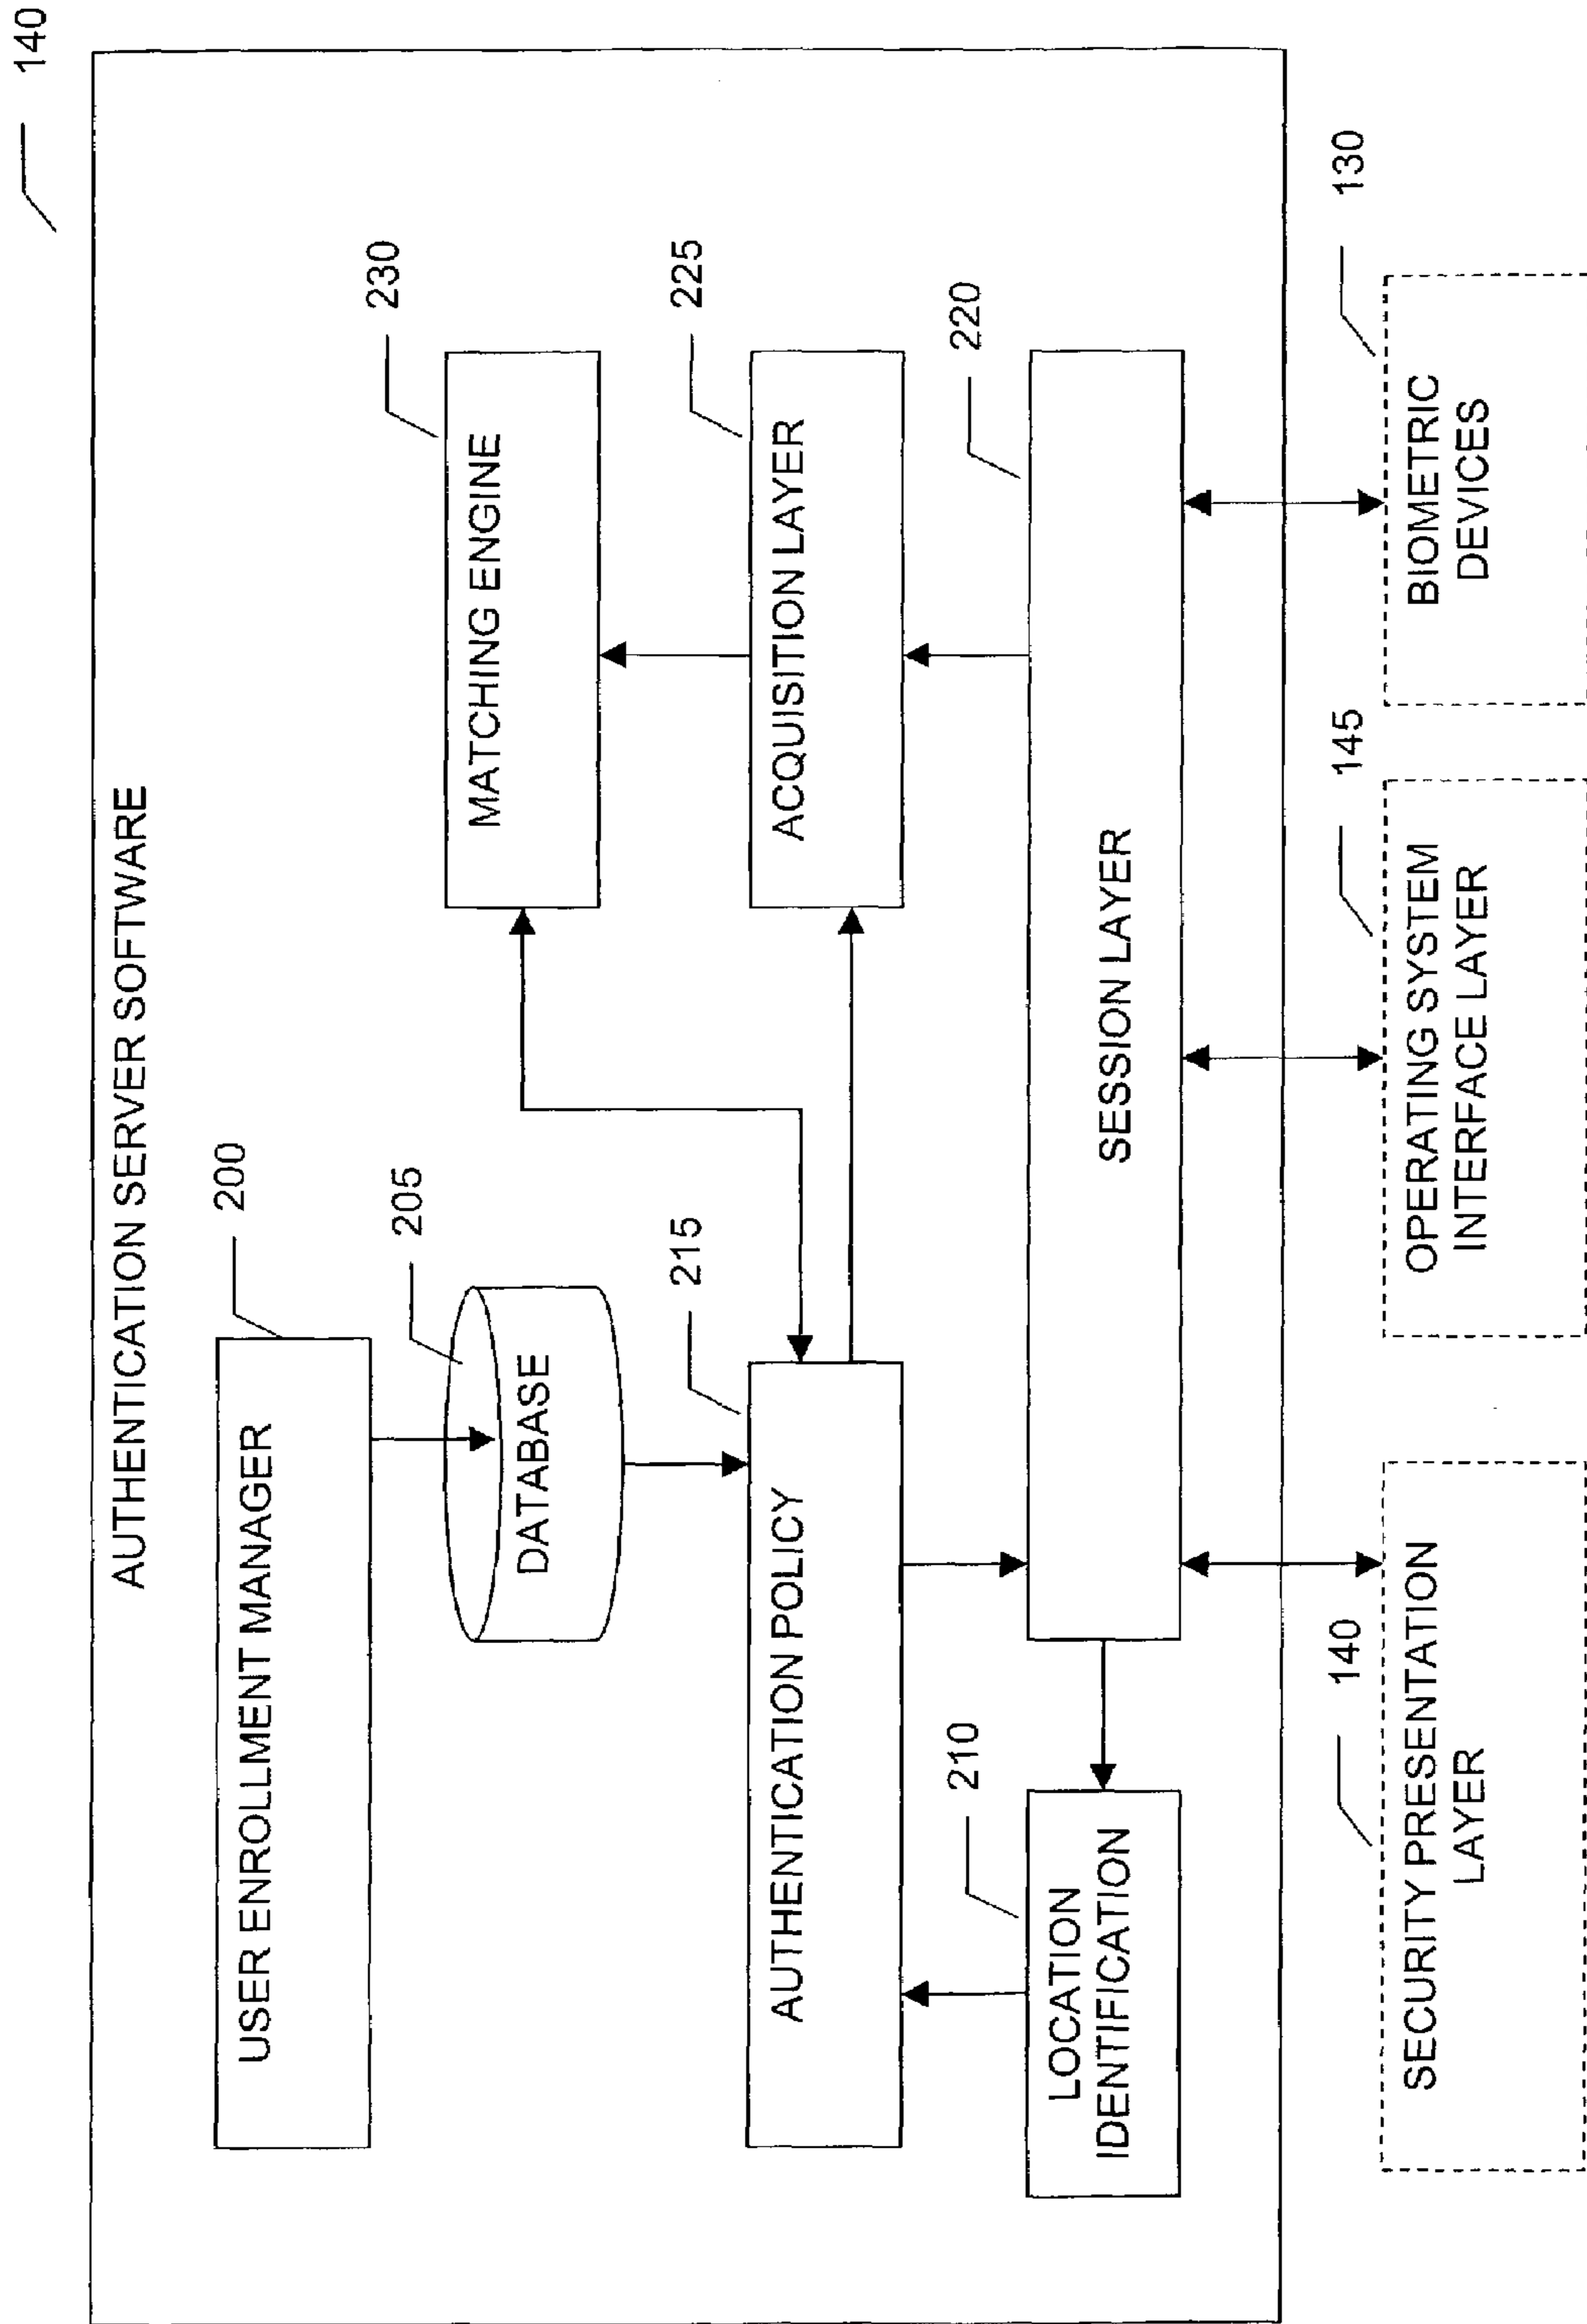 140
AUTHENTICATION SERVER SOFTWARE
200
USER ENROLLMENT MANAGER
205
DATABASE
230
MATCHING ENGINE
215
AUTHENTICATION POLICY
225
ACQUISITION LAYER
210
LOCATION
IDENTIFICATION
220
SESSION LAYER
140
SECURITY PRESENTATION
LAYER
145
OPERATING SYSTEM
INTERFACE LAYER
130
BIOMETRIC
DEVICES